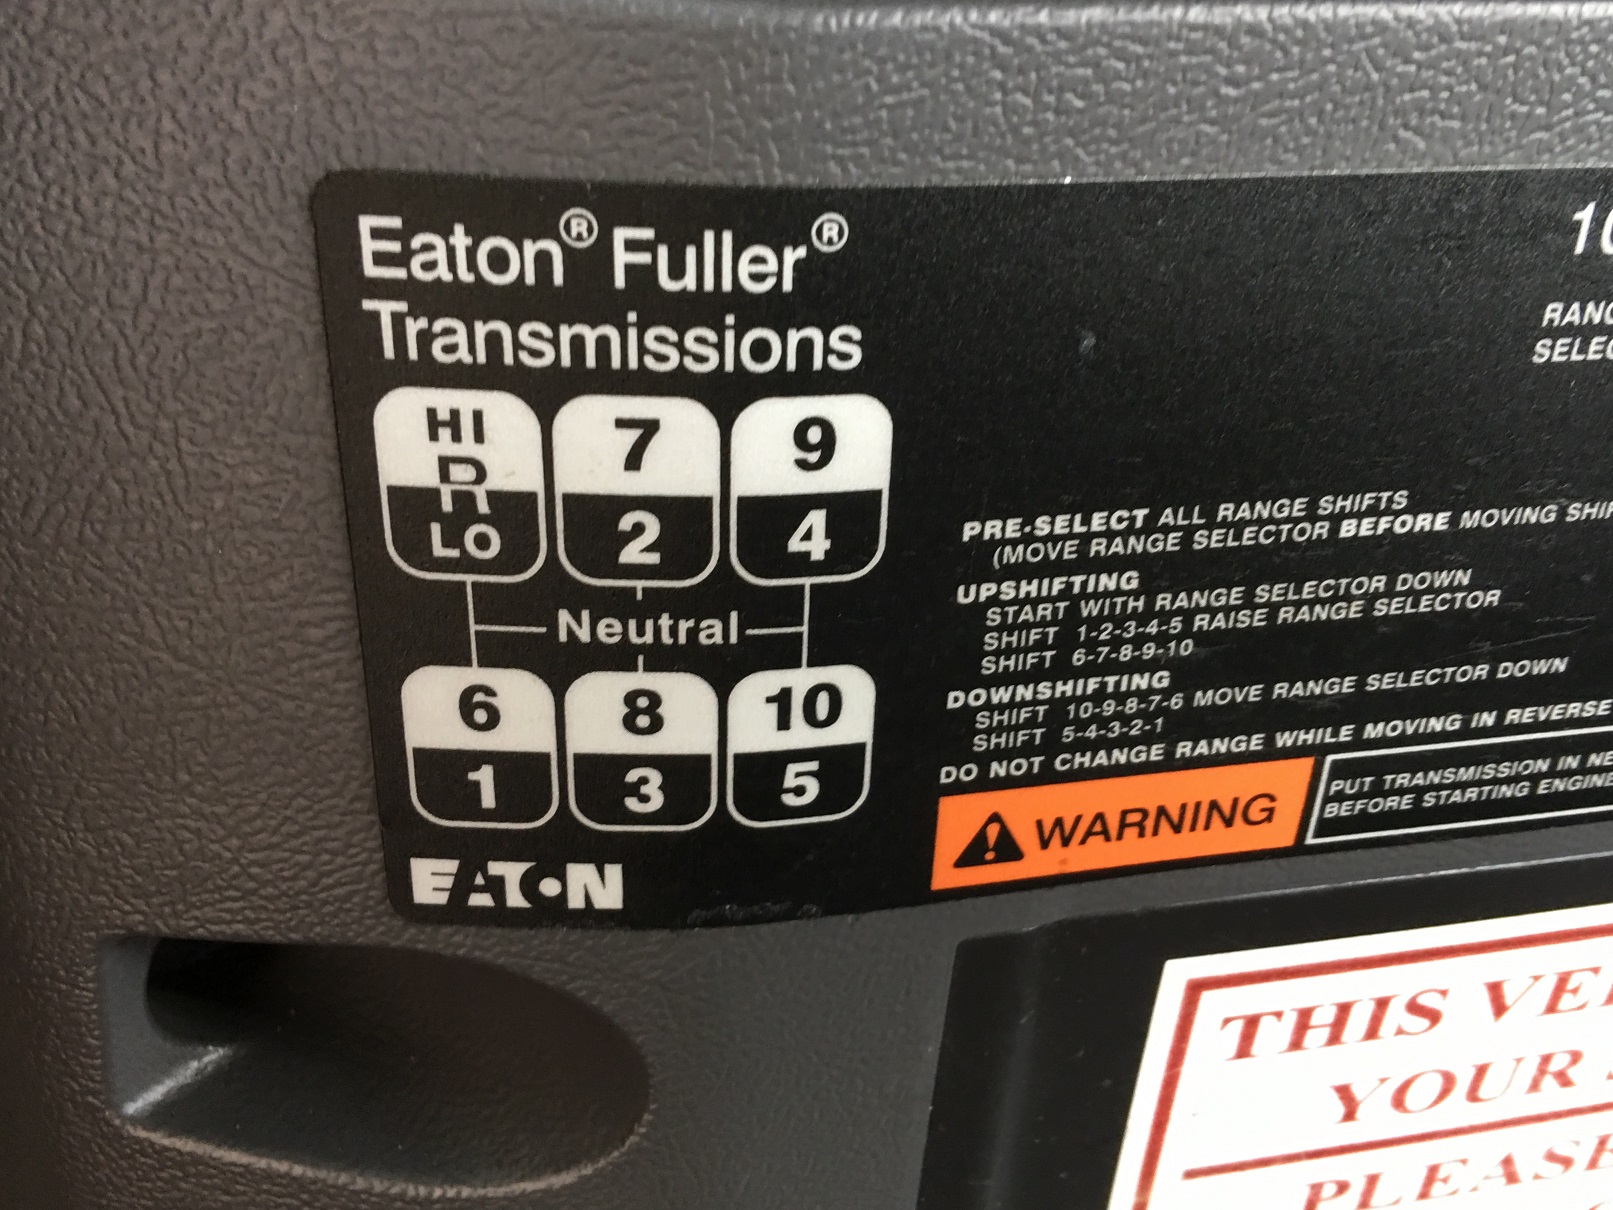 Eaton® Fuller®
Transmissions
HI
R
LO
7
2
9
4
Neutral
6
1
8
3
10
5
EATON
PRE-SELECT ALL RANGE SHIFTS
(MOVE RANGE SELECTOR BEFORE MOVING
UPSHIFTING
START WITH RANGE SELECTOR DOWN
SHIFT 1-2-3-4-5 RAISE RANGE SELECTOR
SHIFT 6-7-8-9-10
DOWNSHIFTING
SHIFT 10-9-8-7-6 MOVE RANGE SELECTOR DOWN
SHIFT 5-4-3-2-1
DO NOT CHANGE RANGE WHILE MOVING IN REVERSE
WARNING
PUT TRANSMISSION IN
BEFORE STARTING ENGINE
THIS
YOUR
PLEASE